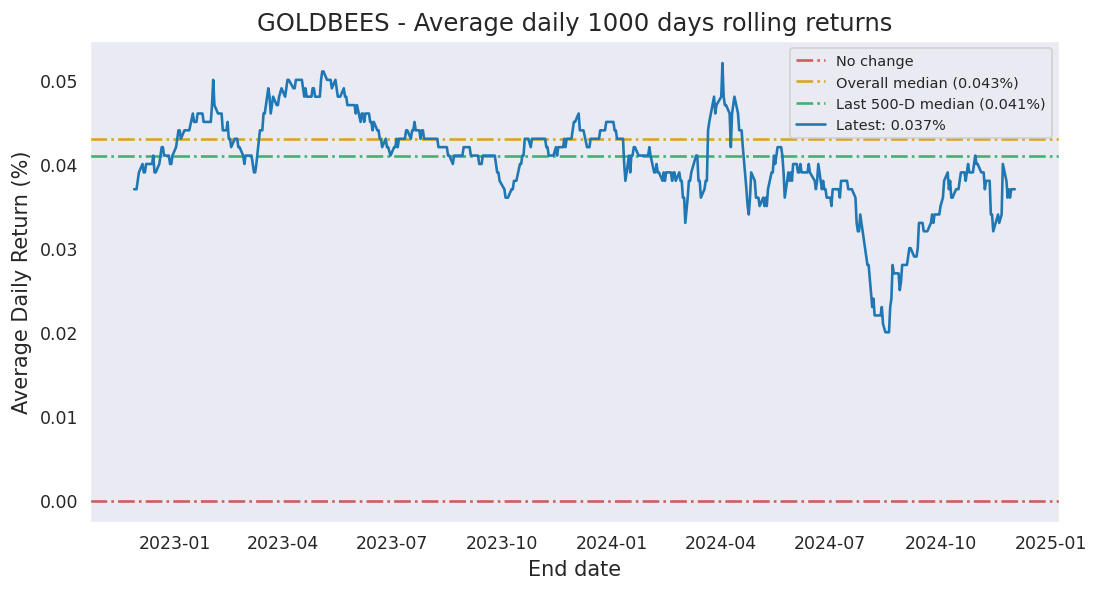 GOLDBEES - Average daily 1000 days rolling returns
No change
Overall median (0.043%)
Last 500-D median (0.041%)
Latest: 0.037%
Average Daily Return (%)
0.05
0.04
0.03
0.02
0.01
0.00
2023-01 2023-04 2023-07 2023-10 2024-01 2024-04 2024-07 2024-10 2025-01
End date